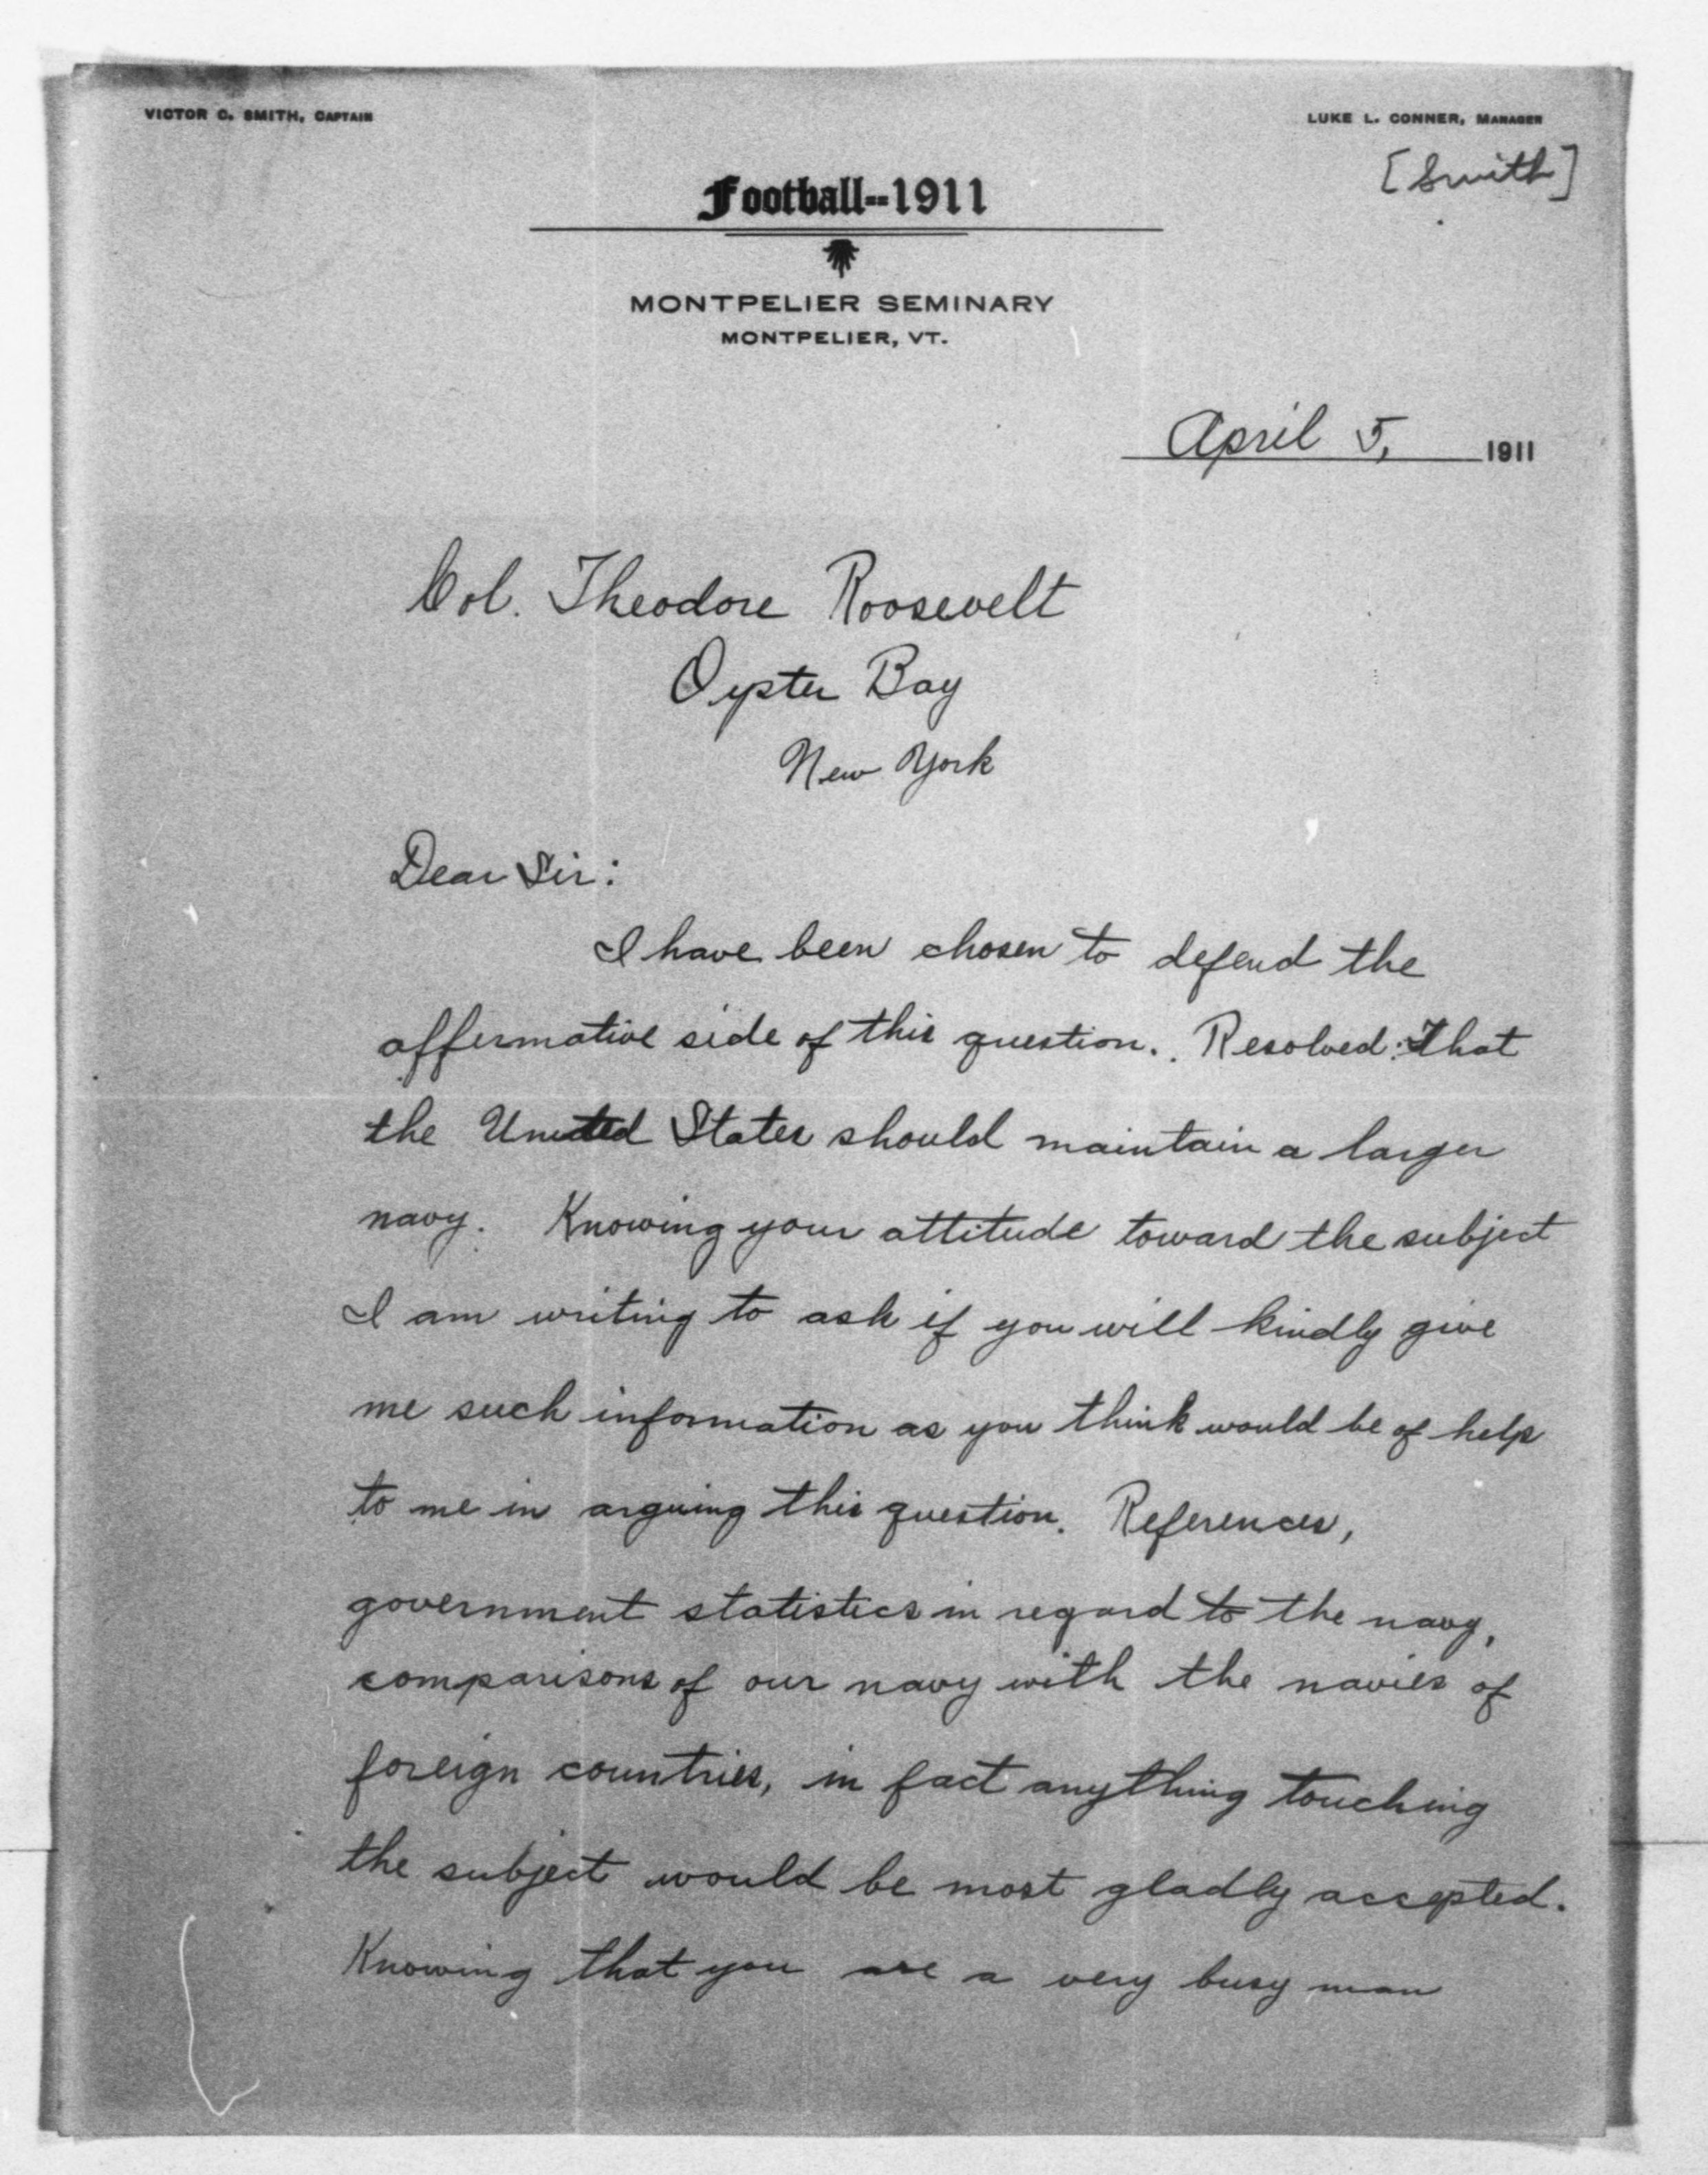 VICTOR C. SMITH, CAPTAIN
LUKE L. CONNER, MANAGER
[Smith]
Football--1911
MONTPELIER SEMINARY
MONTPELIER, VT.
April 5, 1911
Col. Theodore Roosevelt
Oyster Bay
New York
Dear Sir:
I have been chosen to defend the
affirmative side of this question. Resolved: That
the United States should maintain a larger
navy. Knowing your attitude toward the subject
I am writing to ask if you will kindly give
me such information as you think would be of help
to me in arguing this question. References,
government statistics in regard to the navy,
comparisons of our navy with the navies of
foreign countries, in fact anything touching
the subject would be most gladly accepted.
Knowing that you are a very busy man